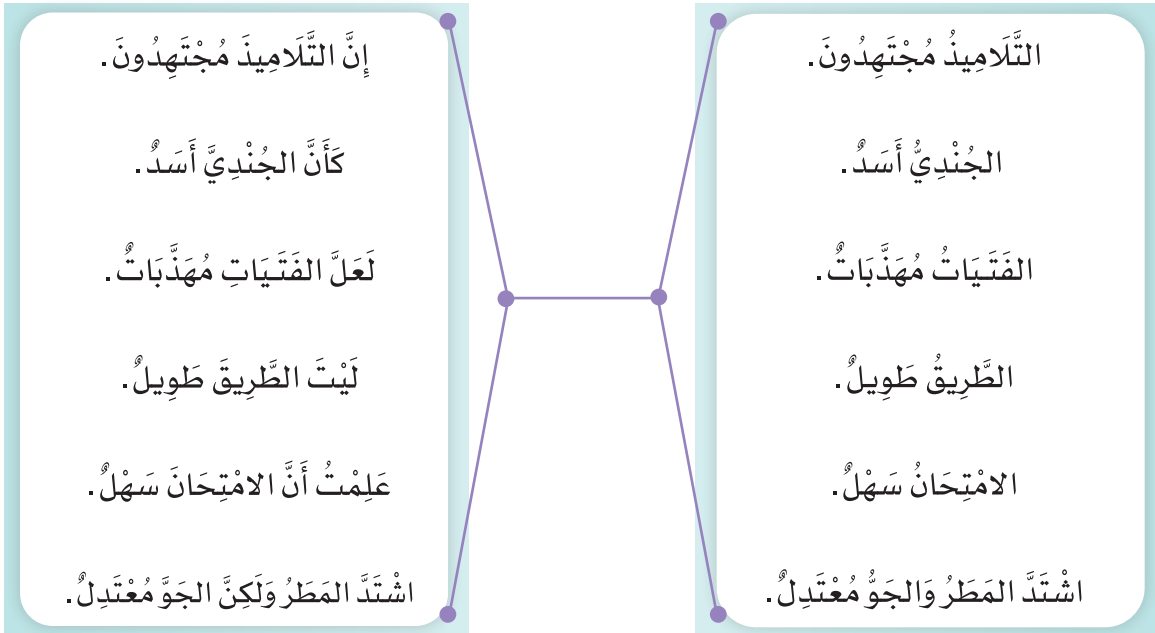 التَّلَامِيذُ مُجْتَهِدُونَ.
الجُنْدِيُّ أَسَدٌ.
الفَتَيَاتُ مُهَذَّبَاتٌ.
الطَّرِيقُ طَوِيلٌ.
الامْتِحَانُ سَهْلٌ.
اشْتَدَّ المَطَرُ وَالجَوُّ مُعْتَدِلٌ.
إِنَّ التَّلَامِيذَ مُجْتَهِدُونَ.
كَأَنَّ الجُنْدِيَّ أَسَدٌ.
لَعَلَّ الفَتَيَاتِ مُهَذَّبَاتٌ.
لَيْتَ الطَّرِيقَ طَوِيلٌ.
عَلِمْتُ أَنَّ الامْتِحَانَ سَهْلٌ.
اشْتَدَّ المَطَرُ وَلَكِنَّ الجَوَّ مُعْتَدِلٌ.